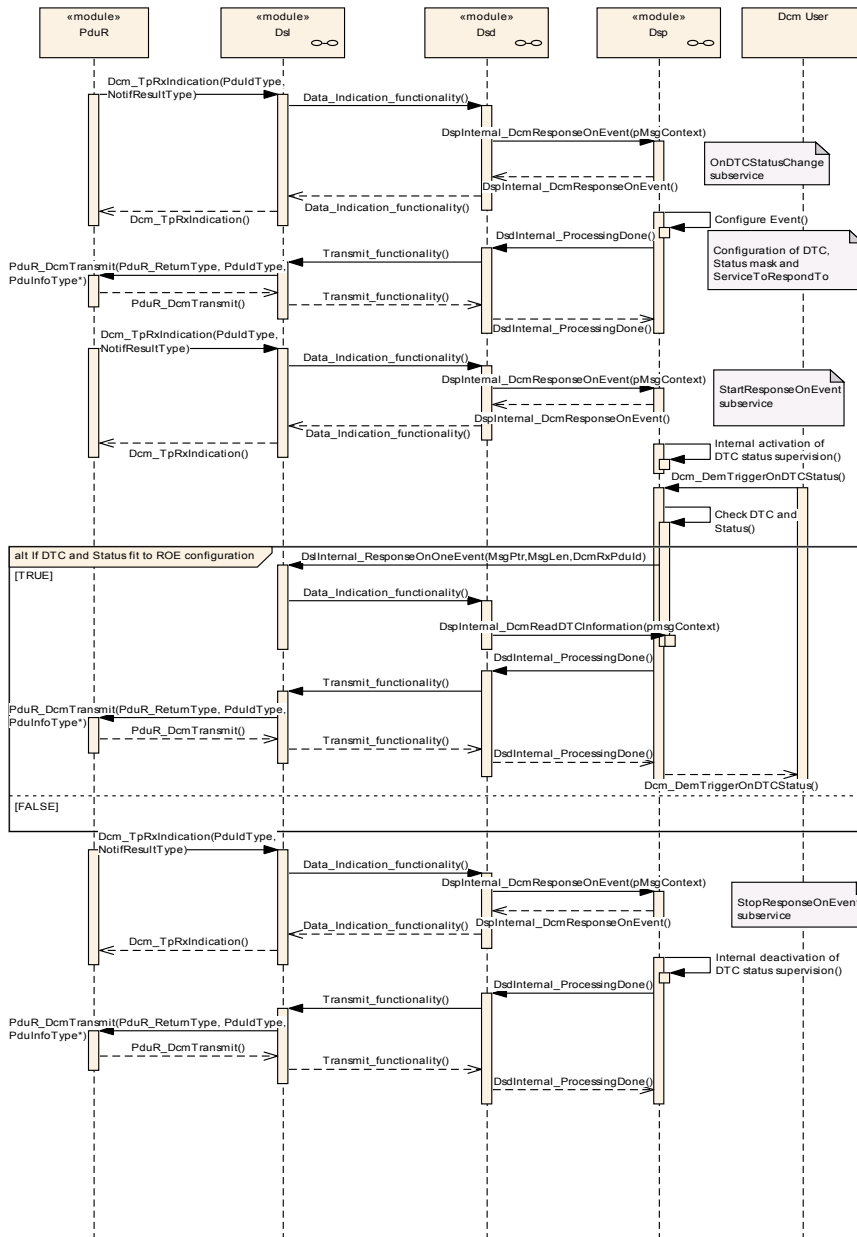 «module»
PduR
«module»
Dsl
«module»
Dsd
«module»
Dsp
Dcm User
Dcm_TpRxIndication(PduIdType,
NotifResultType)
Data_Indication_functionality()
DspInternal_DcmResponseOnEvent(pMsgContext)
OnDTCStatusChange
subservice
DspInternal_DcmResponseOnEvent()
Data_Indication_functionality()
Dcm_TpRxIndication()
Configure Event()
DsdInternal_ProcessingDone()
Transmit_functionality()
Configuration of DTC,
Status mask and
ServiceToRespondTo
PduR_DcmTransmit(PduR_ReturnType, PduIdType,
PduInfoType*)
PduR_DcmTransmit()
Transmit_functionality()
DsdInternal_ProcessingDone()
Dcm_TpRxIndication(PduIdType,
NotifResultType)
Data_Indication_functionality()
DspInternal_DcmResponseOnEvent(pMsgContext)
StartResponseOnEvent
subservice
DspInternal_DcmResponseOnEvent()
Data_Indication_functionality()
Dcm_TpRxIndication()
Internal activation of
DTC status supervision()
Dcm_DemTriggerOnDTCStatus()
Check DTC and
Status()
alt If DTC and Status fit to ROE configuration
DslInternal_ResponseOnOneEvent(MsgPtr,MsgLen,DcmRxPduId)
[TRUE]
Data_Indication_functionality()
DspInternal_DcmReadDTCInformation(pmsgContext)
DsdInternal_ProcessingDone()
Transmit_functionality()
PduR_DcmTransmit(PduR_ReturnType, PduIdType,
PduInfoType*)
PduR_DcmTransmit()
Transmit_functionality()
DsdInternal_ProcessingDone()
Dcm_DemTriggerOnDTCStatus()
[FALSE]
Dcm_TpRxIndication(PduIdType,
NotifResultType)
Data_Indication_functionality()
DspInternal_DcmResponseOnEvent(pMsgContext)
StopResponseOnEvent
subservice
DspInternal_DcmResponseOnEvent()
Data_Indication_functionality()
Dcm_TpRxIndication()
Internal deactivation of
DTC status supervision()
DsdInternal_ProcessingDone()
Transmit_functionality()
PduR_DcmTransmit(PduR_ReturnType, PduIdType,
PduInfoType*)
PduR_DcmTransmit()
Transmit_functionality()
DsdInternal_ProcessingDone()